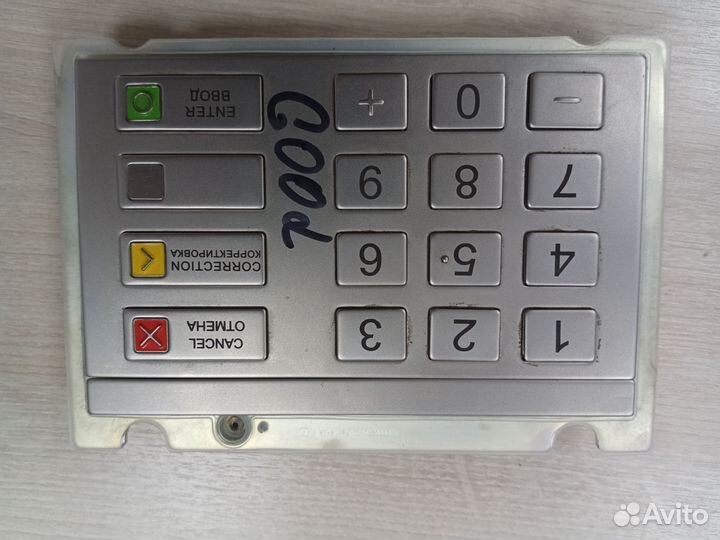 1 2 3 CANCEL
ОТМЕНА
4 5 6 CORRECTION
КОРРЕКТИРОВКА
7 8 9
- 0 + ENTER
ВВОД
Good
Avito